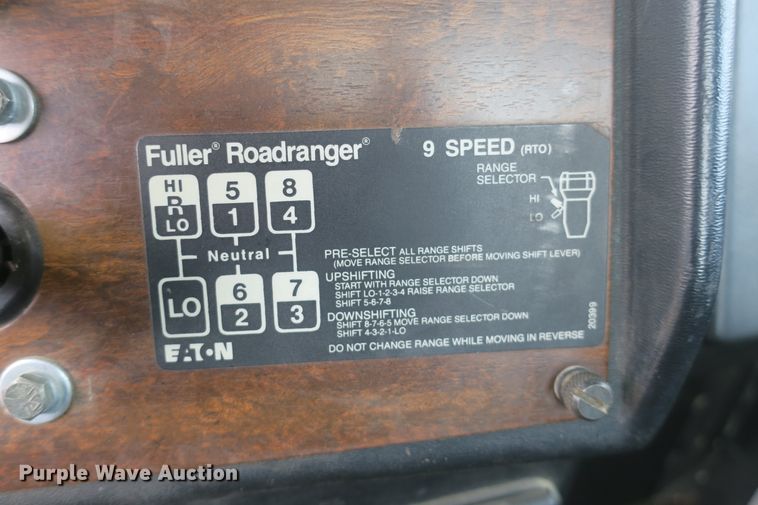 Fuller® Roadranger® 9 SPEED (RTO)
HI R LO
5 1
8 4
RANGE SELECTOR
HI
LO
Neutral
LO
6 2
7 3
PRE-SELECT ALL RANGE SHIFTS
(MOVE RANGE SELECTOR BEFORE MOVING SHIFT LEVER)
UPSHIFTING
START WITH RANGE SELECTOR DOWN
SHIFT LO-1-2-3-4 RAISE RANGE SELECTOR
SHIFT 5-6-7-8
DOWNSHIFTING
SHIFT 8-7-6-5 MOVE RANGE SELECTOR DOWN
SHIFT 4-3-2-1-LO
DO NOT CHANGE RANGE WHILE MOVING IN REVERSE
20399
EATON
Purple Wave Auction